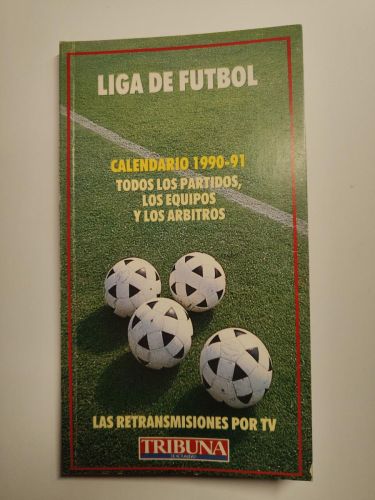 LIGA DE FUTBOL
CALENDARIO 1990-91
TODOS LOS PARTIDOS,
LOS EQUIPOS
Y LOS ARBITROS
LAS RETRANSMISIONES POR TV
TRIBUNA